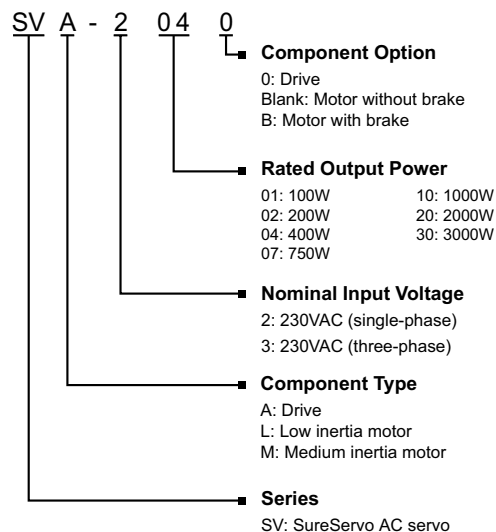 SV A - 2 04 0
Component Option
0: Drive
Blank: Motor without brake
B: Motor with brake
Rated Output Power
01: 100W 10: 1000W
02: 200W 20: 2000W
04: 400W 30: 3000W
07: 750W
Nominal Input Voltage
2: 230VAC (single-phase)
3: 230VAC (three-phase)
Component Type
A: Drive
L: Low inertia motor
M: Medium inertia motor
Series
SV: SureServo AC servo